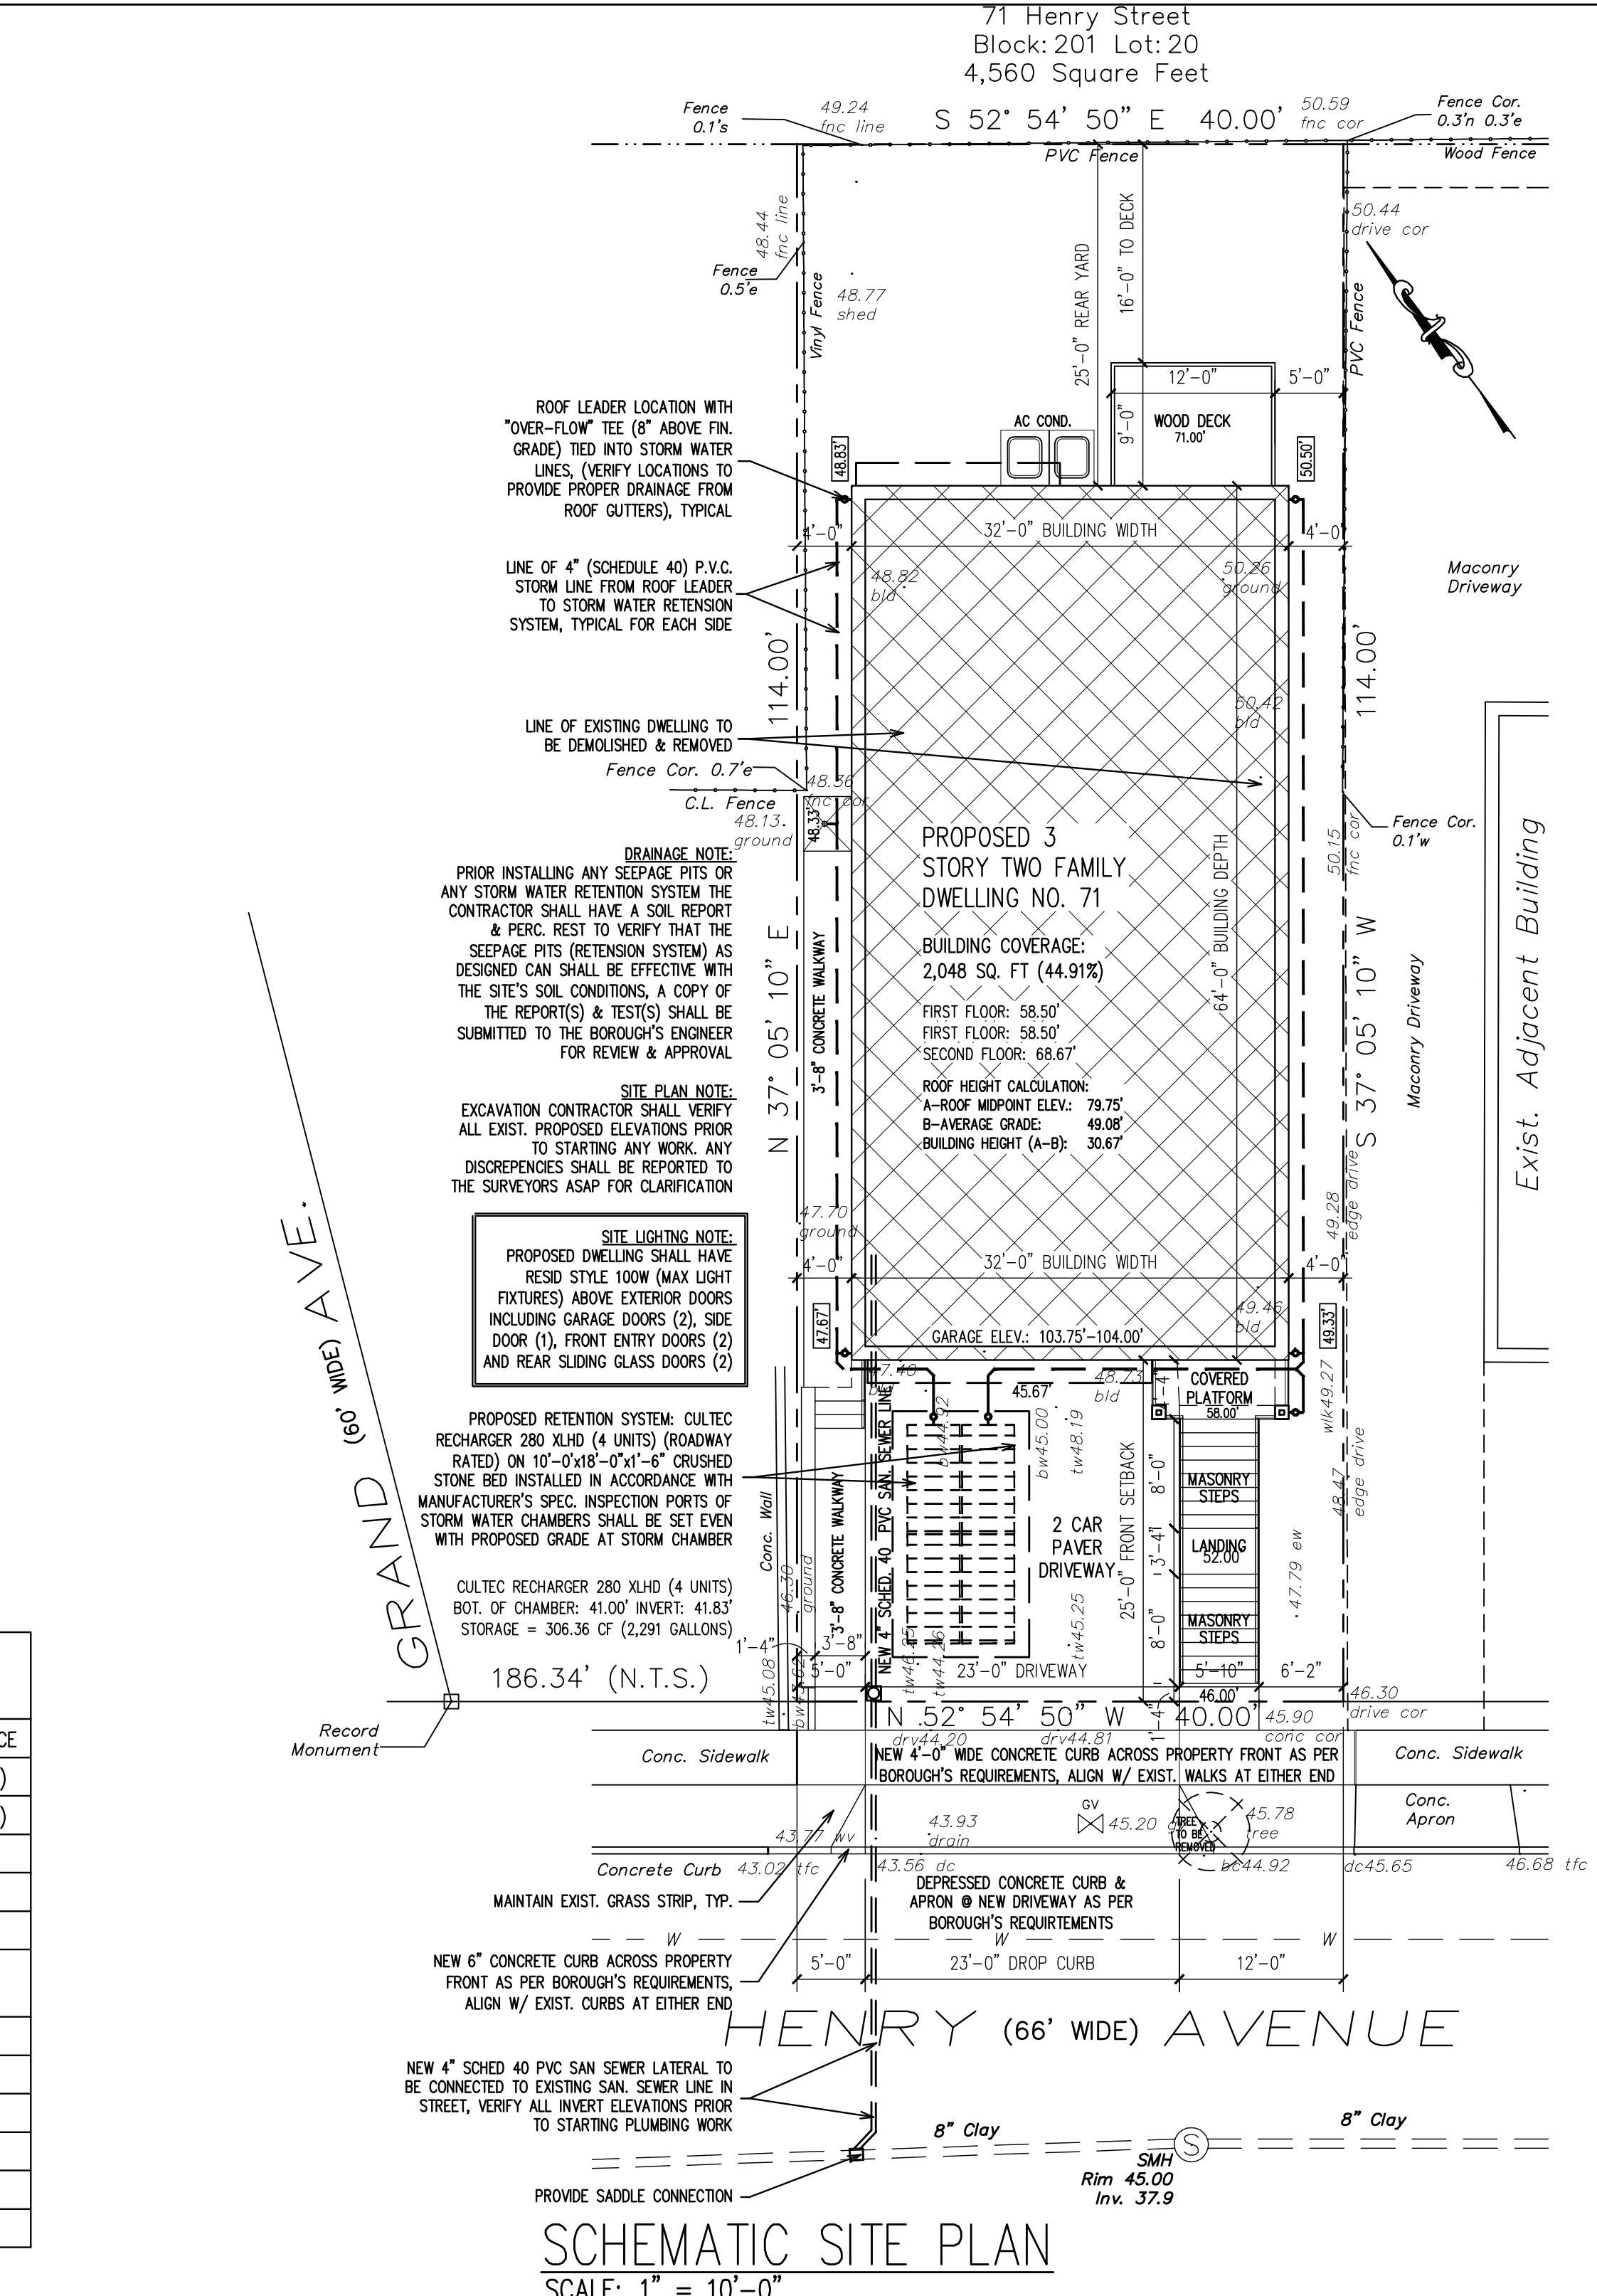 71 Henry Street
Block: 201 Lot: 20
4,560 Square Feet
Fence
0.1's
49.24
fnc line
S 52° 54' 50" E 40.00'
50.59
fnc cor
Fence Cor.
0.3'n 0.3'e
PVC Fence
Wood Fence
48.44
fnc line
50.44
drive cor
Fence
0.5'e
Vinyl Fence
48.77
shed
25'-0" REAR YARD
16'-0" TO DECK
PVC Fence
12'-0"
5'-0"
9'-0"
WOOD DECK
71.00'
AC COND.
48.83'
50.50'
ROOF LEADER LOCATION WITH
"OVER-FLOW" TEE (8" ABOVE FIN.
GRADE) TIED INTO STORM WATER
LINES, (VERIFY LOCATIONS TO
PROVIDE PROPER DRAINAGE FROM
ROOF GUTTERS), TYPICAL
4'-0"
32'-0" BUILDING WIDTH
4'-0"
LINE OF 4" (SCHEDULE 40) P.V.C.
STORM LINE FROM ROOF LEADER
TO STORM WATER RETENTION
SYSTEM, TYPICAL FOR EACH SIDE
48.82
bld
50.26
ground
Maconry
Driveway
114.00'
114.00'
50.42
bld
LINE OF EXISTING DWELLING TO
BE DEMOLISHED & REMOVED
Fence Cor. 0.7'e
C.L. Fence
48.36
fnc cor
48.13
ground
48.33'
Fence Cor.
0.1'w
50.15
fnc cor
PROPOSED 3
STORY TWO FAMILY
DWELLING NO. 71
BUILDING COVERAGE:
2,048 SQ. FT (44.91%)
FIRST FLOOR: 58.50'
FIRST FLOOR: 58.50'
SECOND FLOOR: 68.67'
ROOF HEIGHT CALCULATION:
A-ROOF MIDPOINT ELEV.: 79.75'
B-AVERAGE GRADE: 49.08'
BUILDING HEIGHT (A-B): 30.67'
64'-0" BUILDING DEPTH
DRAINAGE NOTE:
PRIOR INSTALLING ANY SEEPAGE PITS OR
ANY STORM WATER RETENTION SYSTEM THE
CONTRACTOR SHALL HAVE A SOIL REPORT
& PERC. REST TO VERIFY THAT THE
SEEPAGE PITS (RETENSION SYSTEM) AS
DESIGNED CAN SHALL BE EFFECTIVE WITH
THE SITE'S SOIL CONDITIONS, A COPY OF
THE REPORT(S) & TEST(S) SHALL BE
SUBMITTED TO THE BOROUGH'S ENGINEER
FOR REVIEW & APPROVAL
3'-8" CONCRETE WALKWAY
N 37° 05' 10" E
S 37° 05' 10" W
Maconry Driveway
Exist. Adjacent Building
SITE PLAN NOTE:
EXCAVATION CONTRACTOR SHALL VERIFY
ALL EXIST. PROPOSED ELEVATIONS PRIOR
TO STARTING ANY WORK. ANY
DISCREPENCIES SHALL BE REPORTED TO
THE SURVEYORS ASAP FOR CLARIFICATION
SITE LIGHTNG NOTE:
PROPOSED DWELLING SHALL HAVE
RESID STYLE 100W (MAX LIGHT
FIXTURES) ABOVE EXTERIOR DOORS
INCLUDING GARAGE DOORS (2), SIDE
DOOR (1), FRONT ENTRY DOORS (2)
AND REAR SLIDING GLASS DOORS (2)
47.70
ground
49.28
edge drive
4'-0"
32'-0" BUILDING WIDTH
4'-0"
47.67'
49.46
bld
49.33'
GARAGE ELEV.: 103.75'-104.00'
GRAND (60' WIDE) AVE.
47.40
bld
45.67'
48.73
bld
4'-4"
COVERED
PLATFORM
58.00'
wlk49.27
PROPOSED RETENTION SYSTEM: CULTEC
RECHARGER 280 XLHD (4 UNITS) (ROADWAY
RATED) ON 10'-0'x18'-0"x1'-6" CRUSHED
STONE BED INSTALLED IN ACCORDANCE WITH
MANUFACTURER'S SPEC. INSPECTION PORTS OF
STORM WATER CHAMBERS SHALL BE SET EVEN
WITH PROPOSED GRADE AT STORM CHAMBER
CULTEC RECHARGER 280 XLHD (4 UNITS)
BOT. OF CHAMBER: 41.00' INVERT: 41.83'
STORAGE = 306.36 CF (2,291 GALLONS)
Conc. Wall
46.30
ground
3'-8" CONCRETE WALKWAY
NEW 4" SCHED. 40 PVC SAN. SEWER LINE
bw44.92
bw45.00
tw48.19
2 CAR
PAVER
DRIVEWAY
25'-0" FRONT SETBACK
8'-0"
3'-4"
8'-0"
MASONRY
STEPS
LANDING
52.00
MASONRY
STEPS
48.47
edge drive
47.79 ew
tw45.25
tw46.25
tw44.26
1'-4"
3'-8"
5'-0"
23'-0" DRIVEWAY
5'-10"
6'-2"
46.00'
tw45.08
186.34' (N.T.S.)
Record
Monument
N 52° 54' 50" W 40.00'
1'-4"
46.30
drive cor
45.90
conc cor
drv44.20
drv44.81
Conc. Sidewalk
NEW 4'-0" WIDE CONCRETE CURB ACROSS PROPERTY FRONT AS PER
BOROUGH'S REQUIREMENTS, ALIGN W/ EXIST. WALKS AT EITHER END
Conc. Sidewalk
Conc.
Apron
43.77 wv
43.93
drain
GV
45.20
TREE
TO BE
REMOVED
45.78
tree
Concrete Curb
43.02 tfc
43.56 dc
bc44.92
dc45.65
46.68 tfc
DEPRESSED CONCRETE CURB &
APRON @ NEW DRIVEWAY AS PER
BOROUGH'S REQUIRTEMENTS
MAINTAIN EXIST. GRASS STRIP, TYP.
W W W
NEW 6" CONCRETE CURB ACROSS PROPERTY
FRONT AS PER BOROUGH'S REQUIREMENTS,
ALIGN W/ EXIST. CURBS AT EITHER END
5'-0"
23'-0" DROP CURB
12'-0"
HENRY (66' WIDE) AVENUE
NEW 4" SCHED 40 PVC SAN SEWER LATERAL TO
BE CONNECTED TO EXISTING SAN. SEWER LINE IN
STREET, VERIFY ALL INVERT ELEVATIONS PRIOR
TO STARTING PLUMBING WORK
8" Clay
S
8" Clay
SMH
Rim 45.00
Inv. 37.9
PROVIDE SADDLE CONNECTION
SCHEMATIC SITE PLAN
SCALE: 1" = 10'-0"
CE
)
)